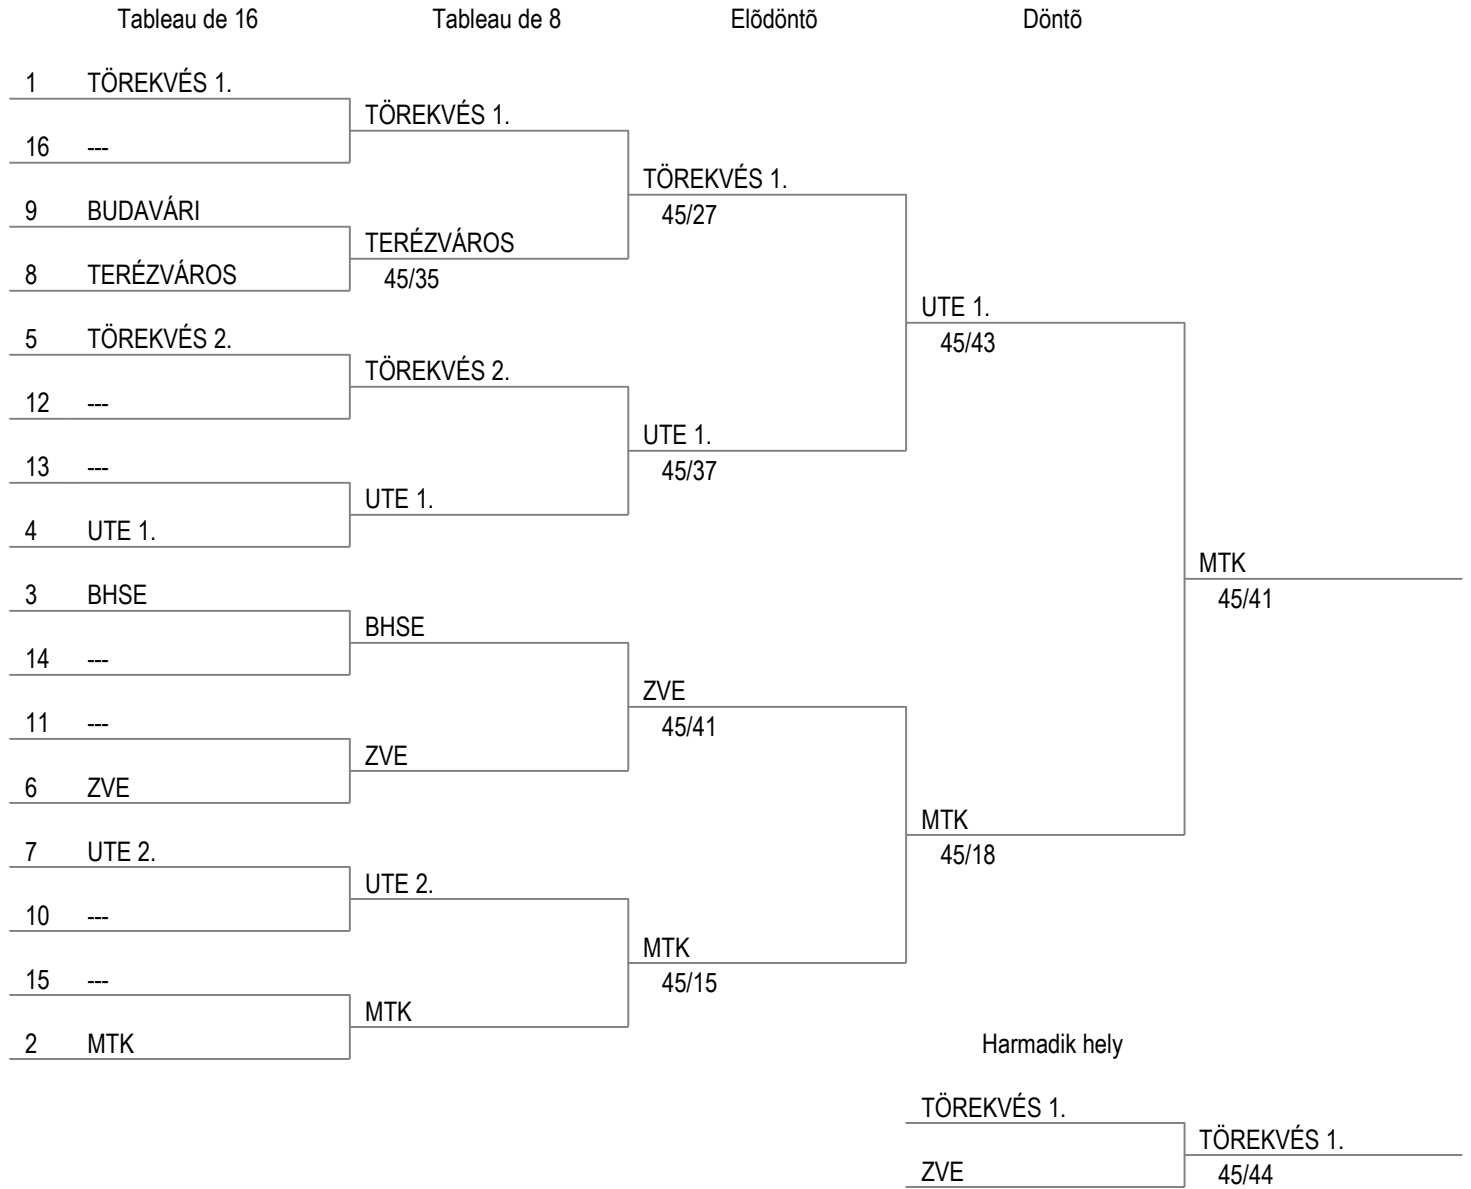 Tableau de 16 Tableau de 8 Elõdöntõ Döntõ
1 TÖREKVÉS 1.
TÖREKVÉS 1.
16 ---
TÖREKVÉS 1.
9 BUDAVÁRI
45/27
TERÉZVÁROS
8 TERÉZVÁROS
45/35
UTE 1.
5 TÖREKVÉS 2.
45/43
TÖREKVÉS 2.
12 ---
UTE 1.
13 ---
45/37
UTE 1.
4 UTE 1.
MTK
3 BHSE
45/41
BHSE
14 ---
ZVE
11 ---
45/41
ZVE
6 ZVE
MTK
7 UTE 2.
45/18
UTE 2.
10 ---
MTK
15 ---
45/15
MTK
2 MTK
Harmadik hely
TÖREKVÉS 1.
TÖREKVÉS 1.
ZVE
45/44